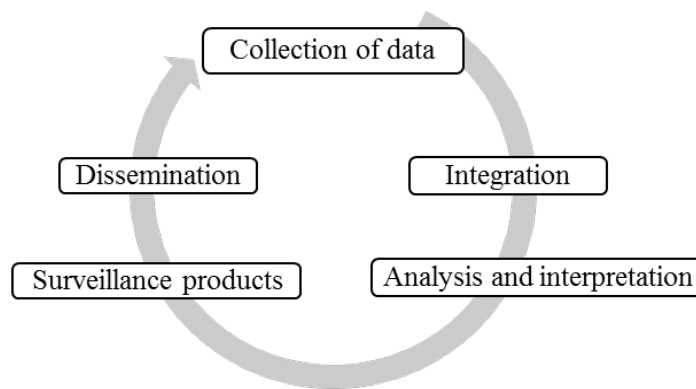 Collection of data
Integration
Analysis and interpretation
Surveillance products
Dissemination